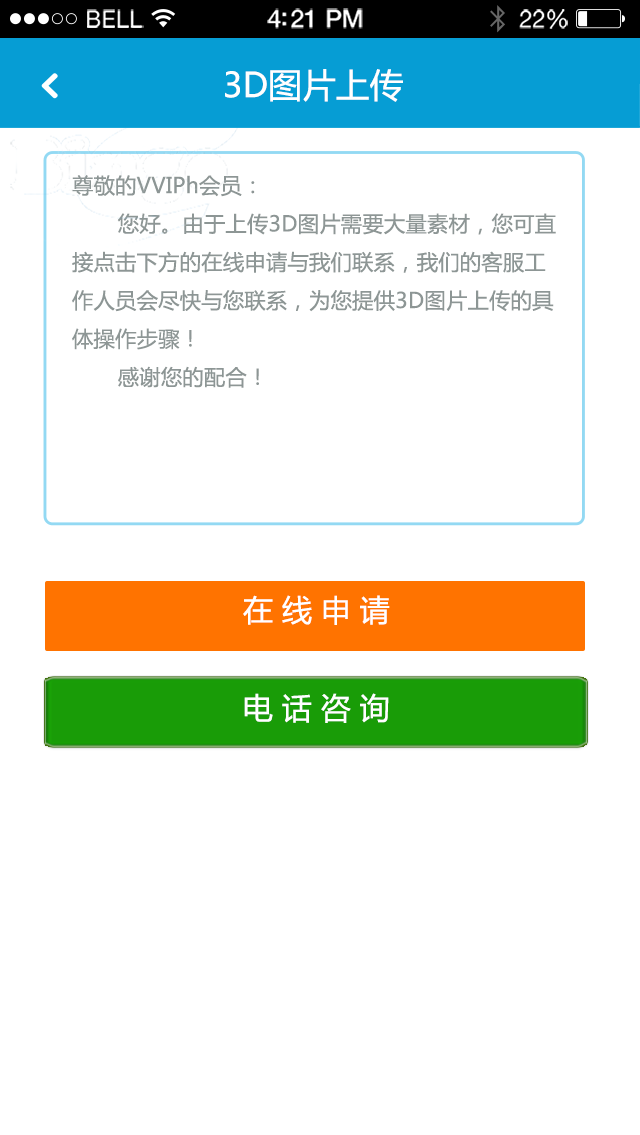 BELL 4:21 PM 22%
3D图片上传
尊敬的VVIPh会员：
您好。由于上传3D图片需要大量素材，您可直
接点击下方的在线申请与我们联系，我们的客服工
作人员会尽快与您联系，为您提供3D图片上传的具
体操作步骤！
感谢您的配合！
在线申请
电话咨询